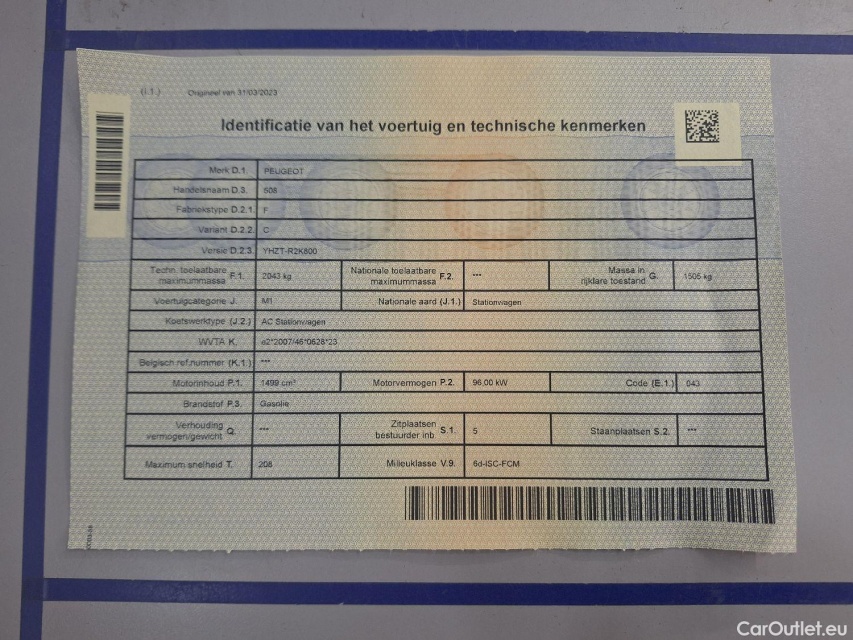 (I.1.) Origineel van 31/03/2023
Identificatie van het voertuig en technische kenmerken
Merk D.1. PEUGEOT
Handelsnaam D.3. 508
Fabriekstype D.2.1. F
Variant D.2.2. C
Versie D.2.3. YHZT-R2K600
Techn. toelaatbare maximummassa F.1. 2043 kg Nationale toelaatbare maximummassa F.2. *** Massa in rijklare toestand G. 1505 kg
Voertuigcategorie J. M1 Nationale aard (J.1.) Stationwagen
Koetswerktype (J.2.) AC Stationwagen
WVTA K. e2*2007/46*0628*23
Belgisch ref.nummer (K.1.) ***
Motorinhoud P.1. 1499 cm³ Motorvermogen P.2. 96,00 kW Code (E.1.) 043
Brandstof P.3. Gasolie
Verhouding vermogen/gewicht Q. *** Zitplaatsen bestuurder inb S.1. 5 Staanplaatsen S.2. ***
Maximum snelheid T. 208 Milieuklasse V.9. 6d-ISC-FCM
CarOutlet.eu